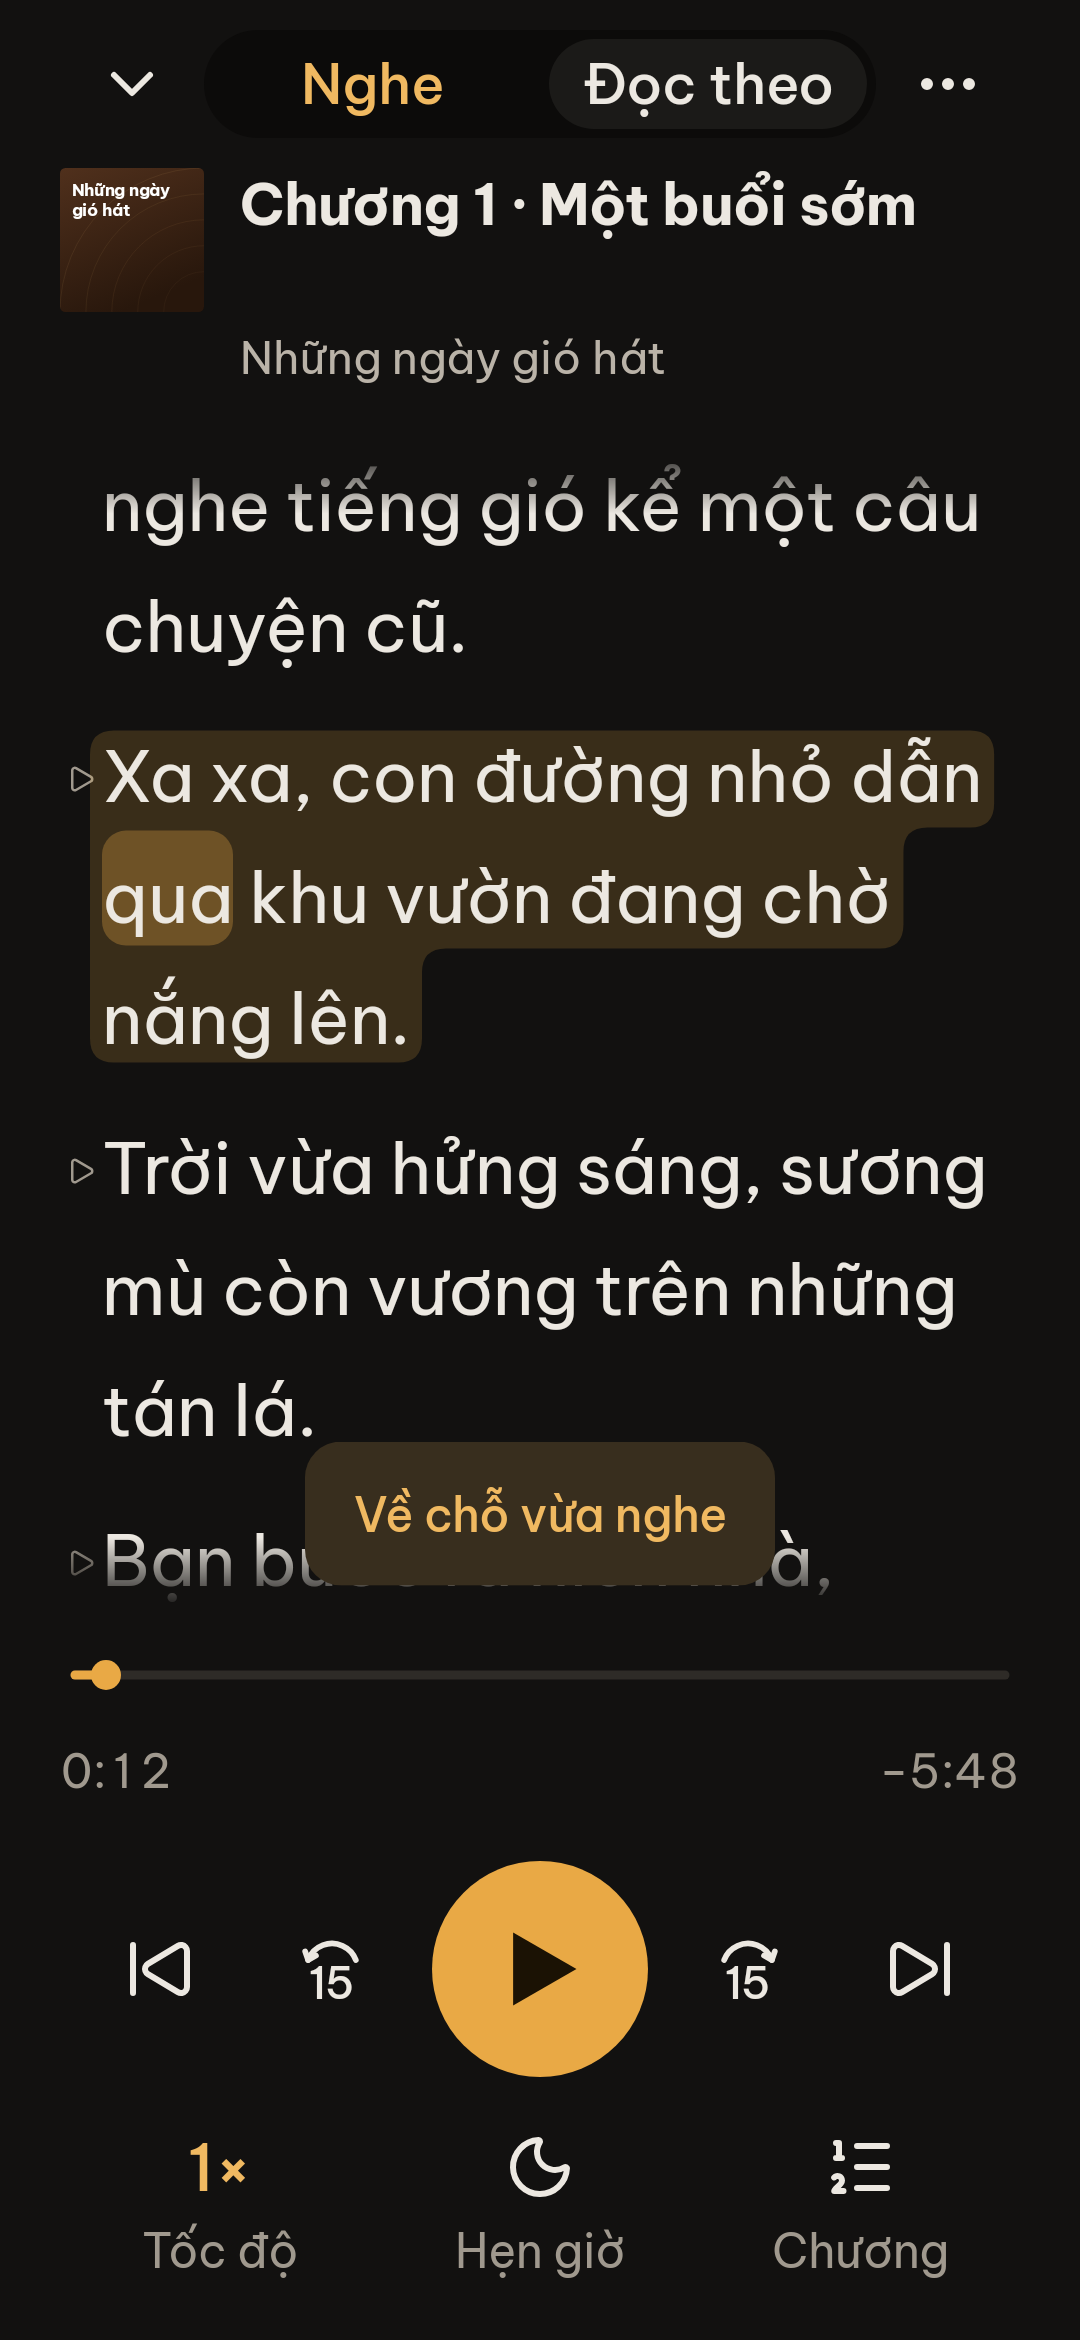 Nghe
Đọc theo
Những ngày
gió hát
Chương 1 · Một buổi sớm
Những ngày gió hát
nghe tiếng gió kể một câu
chuyện cũ.
Xa xa, con đường nhỏ dẫn
qua khu vườn đang chờ
nắng lên.
Trời vừa hửng sáng, sương
mù còn vương trên những
tán lá.
Về chỗ vừa nghe
Bạn
0:12
-5:48
15
15
1×
Tốc độ
Hẹn giờ
Chương